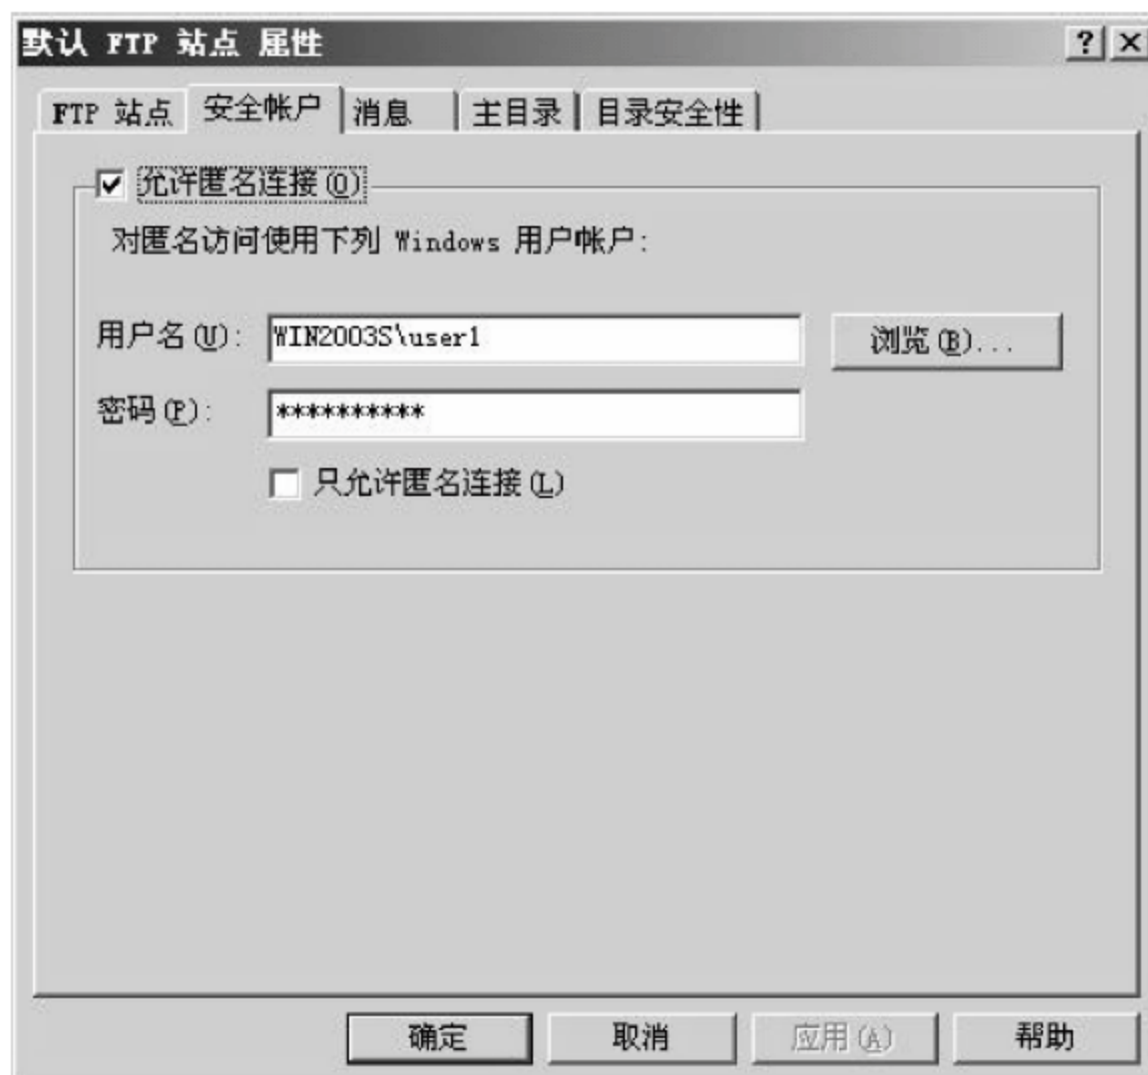 默认 FTP 站点 属性
FTP 站点 安全帐户 消息 主目录 目录安全性
允许匿名连接(O)
对匿名访问使用下列 Windows 用户帐户:
用户名(U): WIN2003S\user1 浏览(B)...
密码(P): **********
只允许匿名连接(L)
确定 取消 应用(A) 帮助